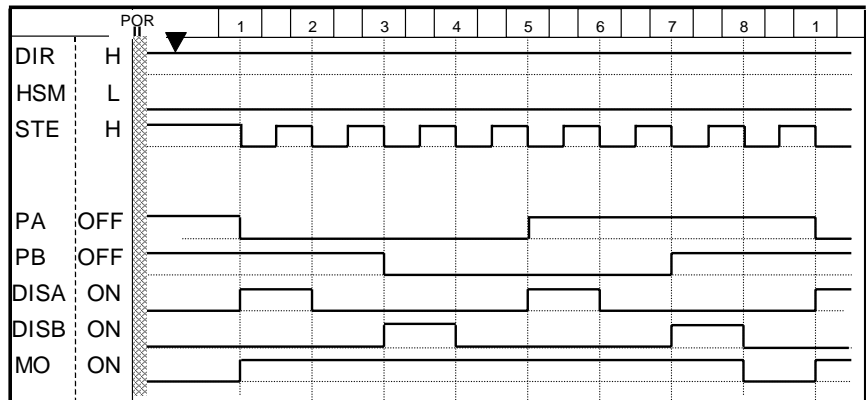 POR
1 2 3 4 5 6 7 8 1
DIR H
HSM L
STE H
PA OFF
PB OFF
DISA ON
DISB ON
MO ON